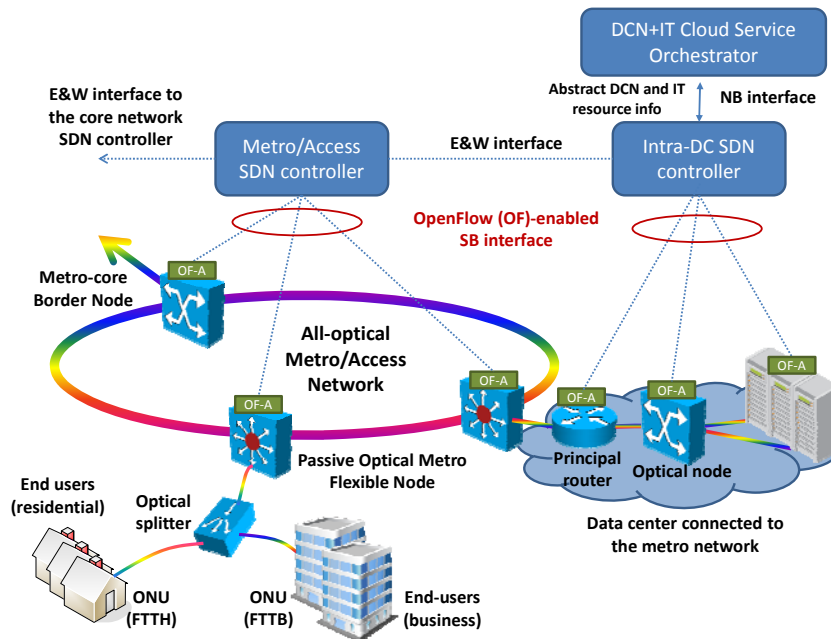 DCN+IT Cloud Service
Orchestrator
Abstract DCN and IT
resource info
NB interface
E&W interface to
the core network
SDN controller
Metro/Access
SDN controller
E&W interface
Intra-DC SDN
controller
OpenFlow (OF)-enabled
SB interface
OF-A
Metro-core
Border Node
All-optical
Metro/Access
Network
OF-A
OF-A
OF-A
OF-A
OF-A
Passive Optical Metro
Flexible Node
Principal
router
Optical node
End users
(residential)
Optical
splitter
Data center connected to
the metro network
ONU
(FTTH)
ONU
(FTTB)
End-users
(business)